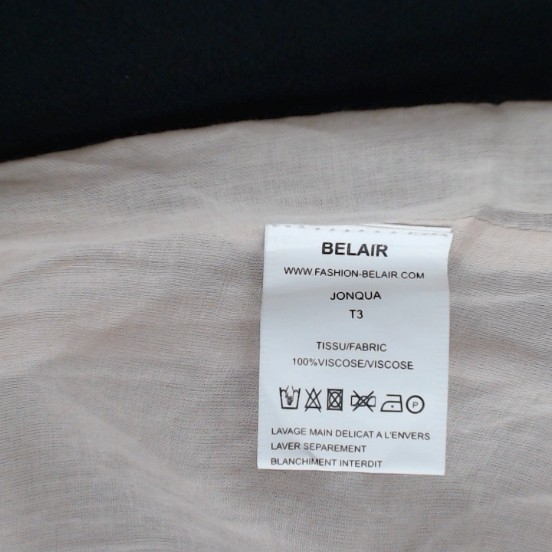 BELAIR
WWW.FASHION-BELAIR.COM
JONQUA
T3
TISSU/FABRIC
100%VISCOSE/VISCOSE
P
LAVAGE MAIN DELICAT A L'ENVERS
LAVER SEPAREMENT
BLANCHIMENT INTERDIT